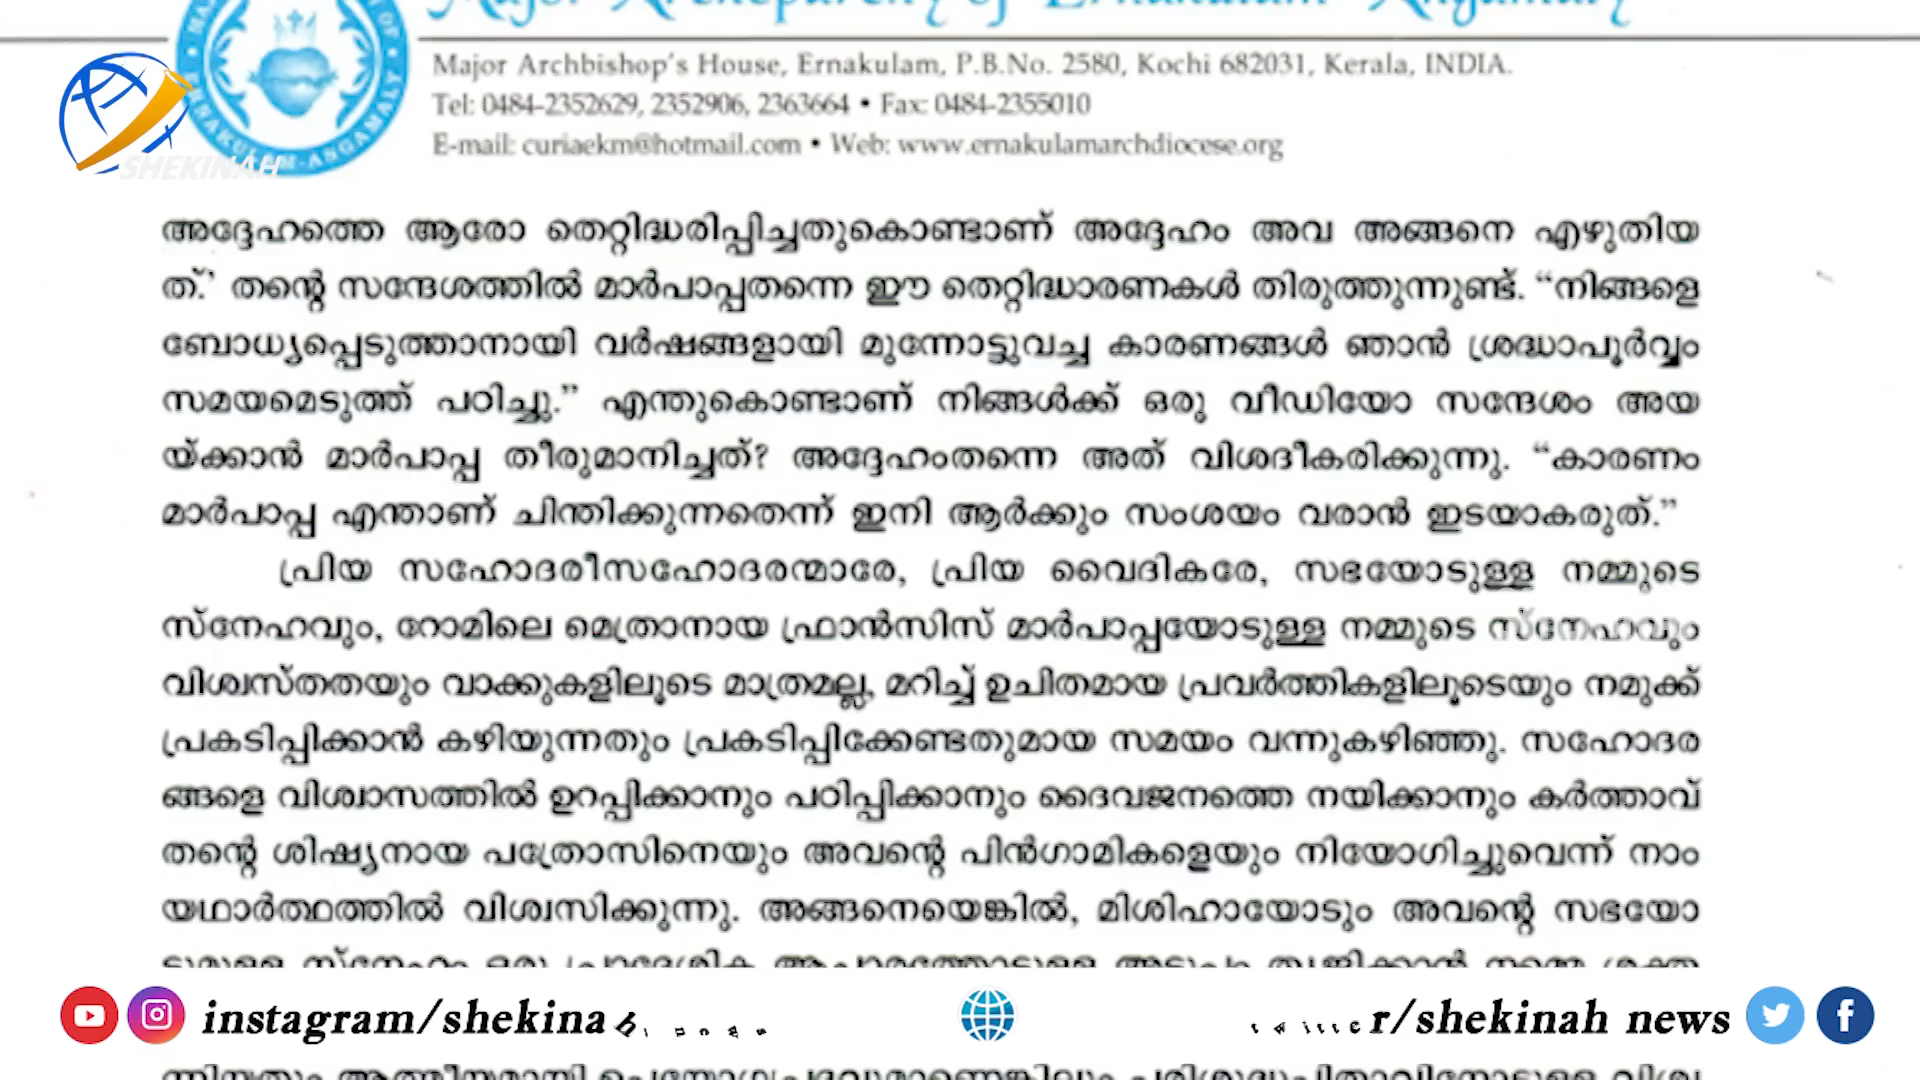 Major Archeparchy of Ernakulam - Angamaly
Major Archbishop's House, Ernakulam, P.B.No. 2580, Kochi 682031, Kerala, INDIA.
Tel: 0484-2352629, 2352906, 2363664 • Fax: 0484-2355010
E-mail: curiaekm@hotmail.com • Web: www.ernakulamarchdiocese.org
SHEKINAH
അദ്ദേഹത്തെ ആരോ തെറ്റിദ്ധരിപ്പിച്ചതുകൊണ്ടാണ് അദ്ദേഹം അവ അങ്ങനെ എഴുതിയ
ത്.' തന്റെ സന്ദേശത്തിൽ മാർപാപ്പതന്നെ ഈ തെറ്റിദ്ധാരണകൾ തിരുത്തുന്നുണ്ട്. “നിങ്ങളെ
ബോധ്യപ്പെടുത്താനായി വർഷങ്ങളായി മുന്നോട്ടുവച്ച കാരണങ്ങൾ ഞാൻ ശ്രദ്ധാപൂർവ്വം
സമയമെടുത്ത് പഠിച്ചു.” എന്തുകൊണ്ടാണ് നിങ്ങൾക്ക് ഒരു വീഡിയോ സന്ദേശം അയ
യ്ക്കാൻ മാർപാപ്പ തീരുമാനിച്ചത്? അദ്ദേഹംതന്നെ അത് വിശദീകരിക്കുന്നു. “കാരണം
മാർപാപ്പ എന്താണ് ചിന്തിക്കുന്നതെന്ന് ഇനി ആർക്കും സംശയം വരാൻ ഇടയാകരുത്.”
പ്രിയ സഹോദരീസഹോദരന്മാരേ, പ്രിയ വൈദികരേ, സഭയോടുള്ള നമ്മുടെ
സ്നേഹവും, റോമിലെ മെത്രാനായ ഫ്രാൻസിസ് മാർപാപ്പയോടുള്ള നമ്മുടെ സ്നേഹവും
വിശ്വസ്തതയും വാക്കുകളിലൂടെ മാത്രമല്ല, മറിച്ച് ഉചിതമായ പ്രവർത്തികളിലൂടെയും നമുക്ക്
പ്രകടിപ്പിക്കാൻ കഴിയുന്നതും പ്രകടിപ്പിക്കേണ്ടതുമായ സമയം വന്നുകഴിഞ്ഞു. സഹോദര
ങ്ങളെ വിശ്വാസത്തിൽ ഉറപ്പിക്കാനും പഠിപ്പിക്കാനും ദൈവജനത്തെ നയിക്കാനും കർത്താവ്
തന്റെ ശിഷ്യനായ പത്രോസിനെയും അവന്റെ പിൻഗാമികളെയും നിയോഗിച്ചുവെന്ന് നാം
യഥാർത്ഥത്തിൽ വിശ്വസിക്കുന്നു. അങ്ങനെയെങ്കിൽ, മിശിഹായോടും അവന്റെ സഭയോ
instagram/shekina
r/shekinah news